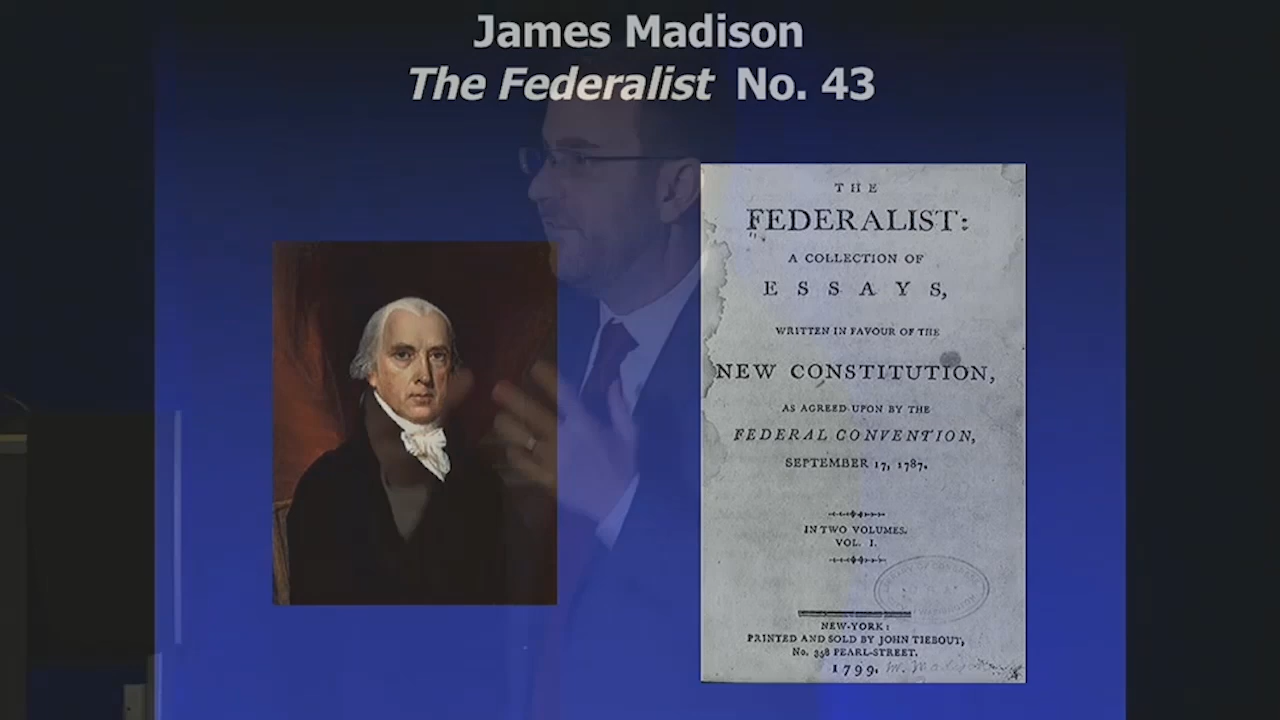 James Madison
The Federalist No. 43
THE
FEDERALIST:
A COLLECTION OF
ESSAYS,
WRITTEN IN FAVOUR OF THE
NEW CONSTITUTION,
AS AGREED UPON BY THE
FEDERAL CONVENTION,
SEPTEMBER 17, 1787.
IN TWO VOLUMES.
VOL. I.
NEW-YORK:
PRINTED AND SOLD BY JOHN TIEBOUT,
No. 358 PEARL-STREET.
1799.